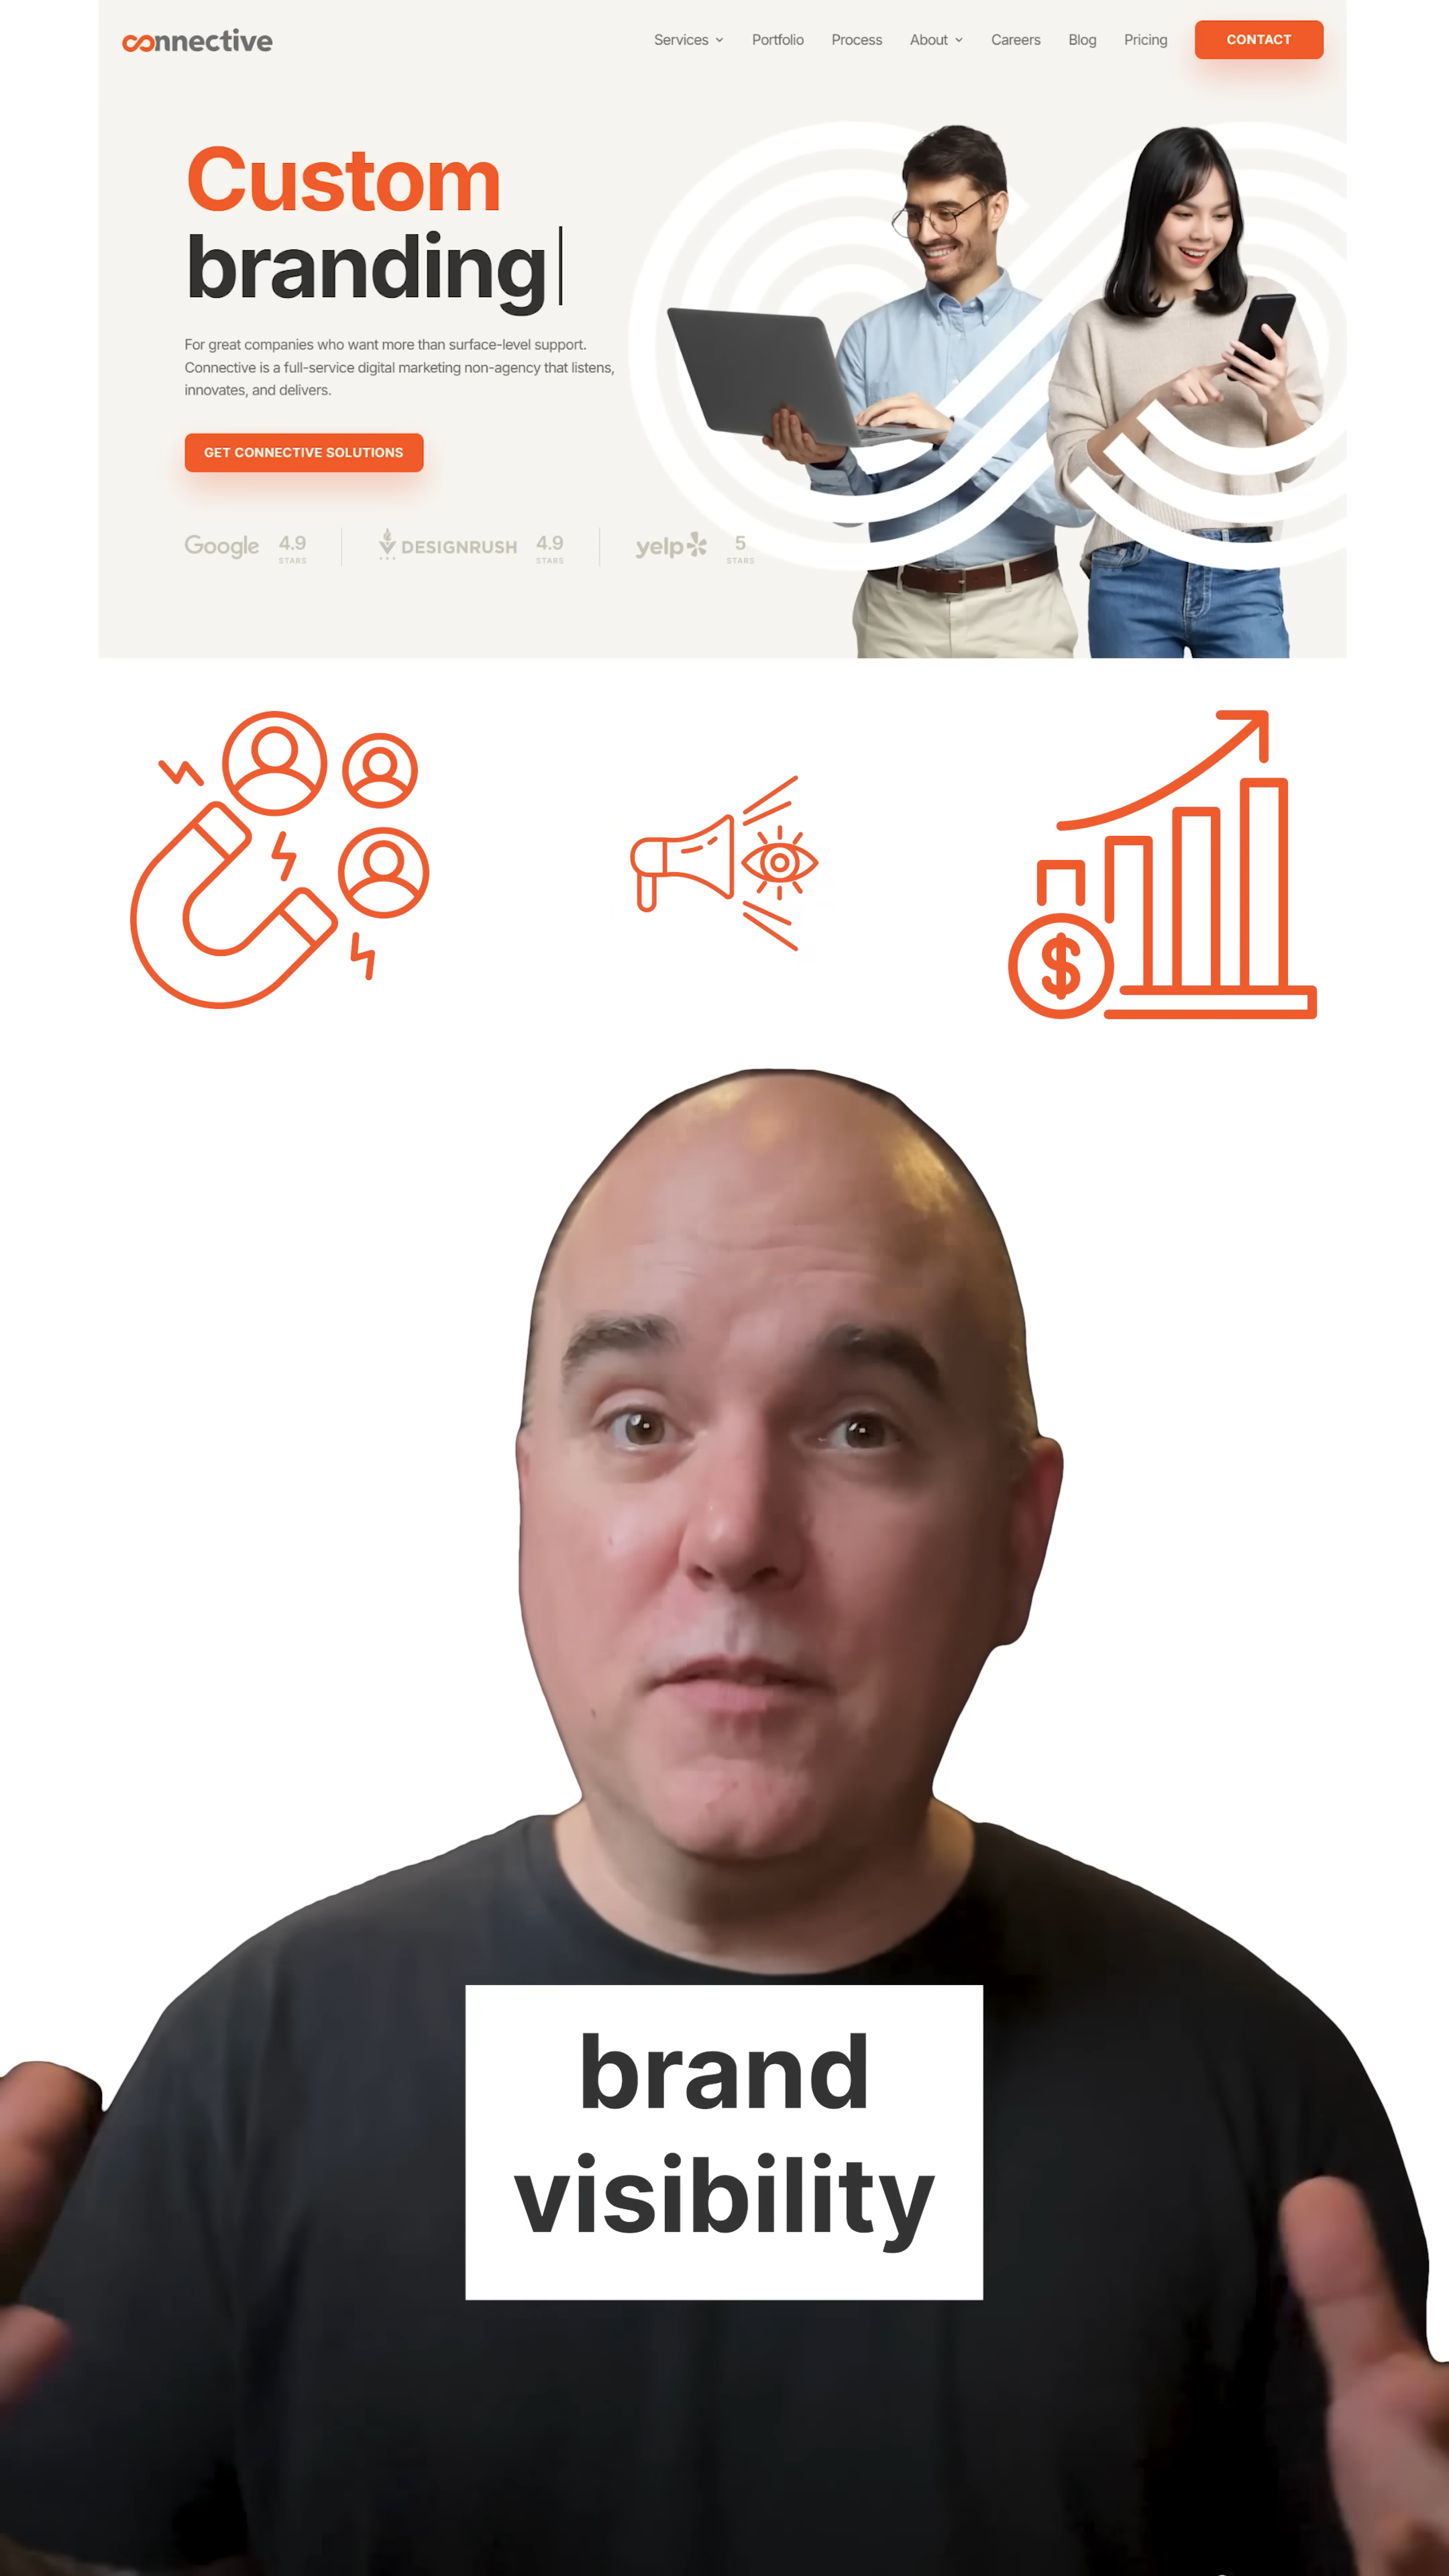 connective
Services Portfolio Process About Careers Blog Pricing CONTACT
Custom
branding
For great companies who want more than surface-level support.
Connective is a full-service digital marketing non-agency that listens,
innovates, and delivers.
GET CONNECTIVE SOLUTIONS
Google 4.9 STARS DESIGNRUSH 4.9 STARS yelp 5 STARS
$
brand
visibility